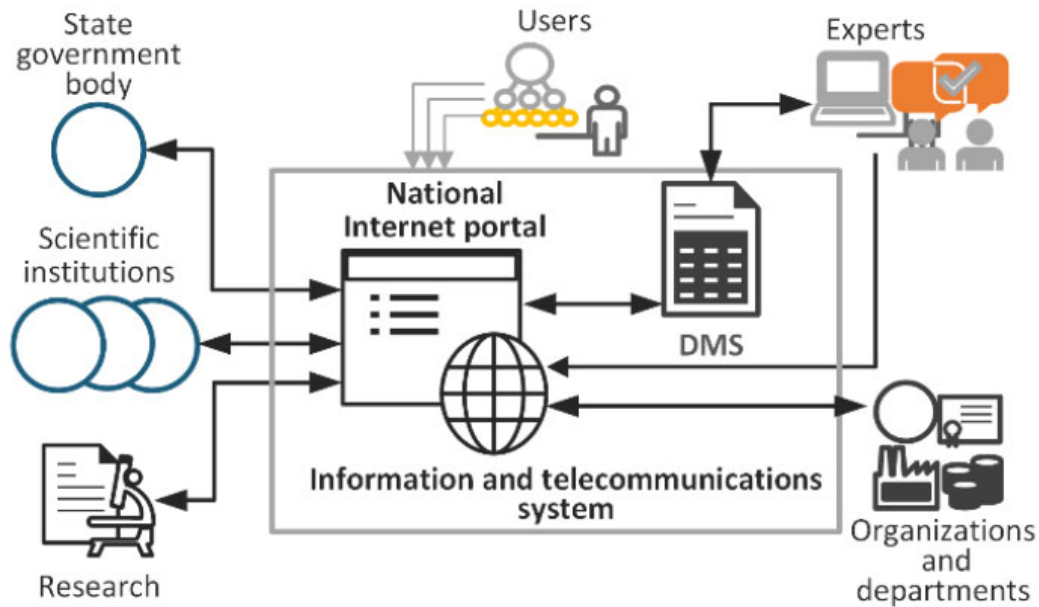 State
government
body
Users
Experts
National
Internet portal
Scientific
institutions
DMS
Information and telecommunications
system
Research
Organizations
and
departments